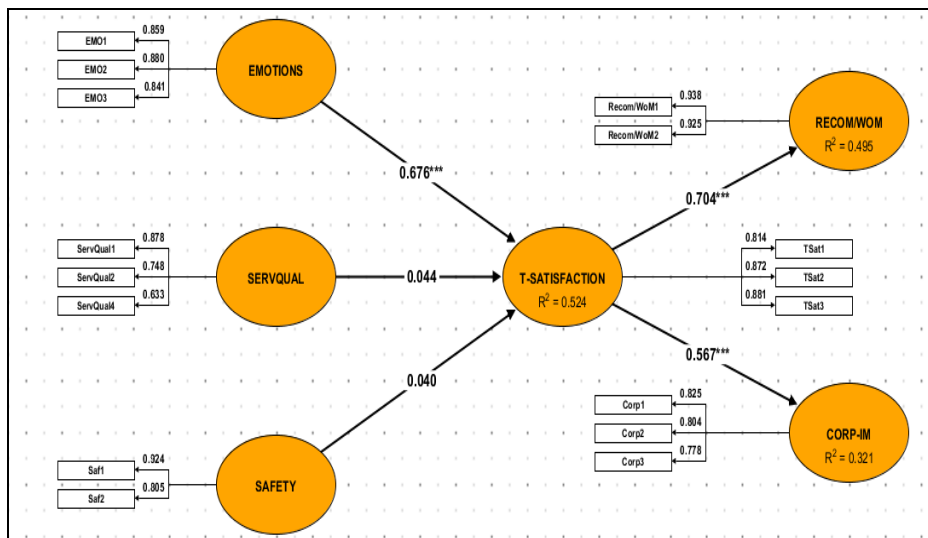 EMO1
0.859
EMO2
0.880
EMO3
0.841
EMOTIONS
0.676***
ServQual1
0.878
ServQual2
0.748
ServQual4
0.633
SERVQUAL
0.044
Saf1
0.924
Saf2
0.805
SAFETY
0.040
T-SATISFACTION
R² = 0.524
TSat1
0.814
TSat2
0.872
TSat3
0.881
0.704***
Recom/WoM1
0.938
Recom/WoM2
0.925
RECOM/WOM
R² = 0.495
0.567***
Corp1
0.825
Corp2
0.804
Corp3
0.778
CORP-IM
R² = 0.321